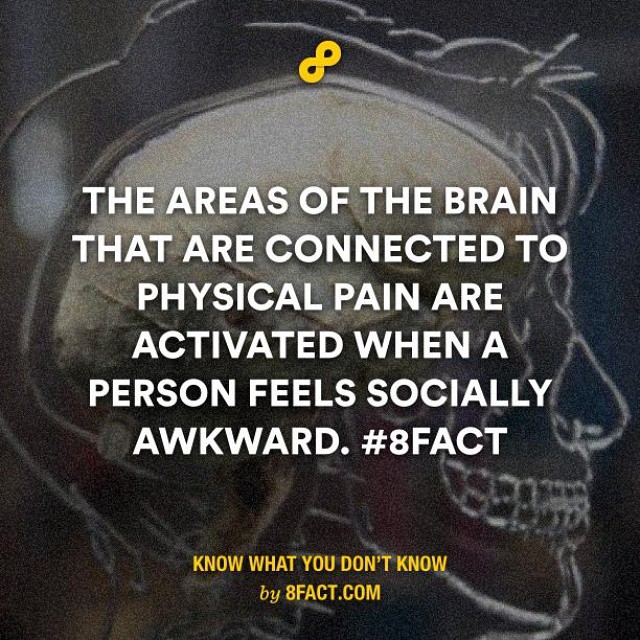 THE AREAS OF THE BRAIN
THAT ARE CONNECTED TO
PHYSICAL PAIN ARE
ACTIVATED WHEN A
PERSON FEELS SOCIALLY
AWKWARD. #8FACT
KNOW WHAT YOU DON'T KNOW
by 8FACT.COM